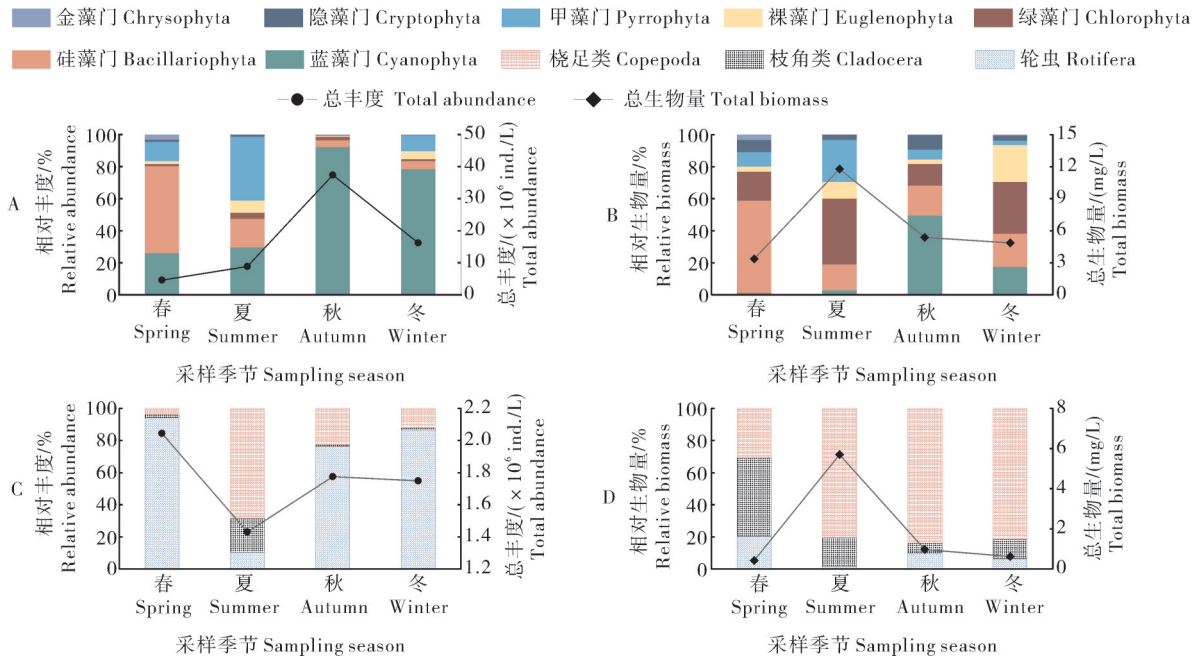 金藻门 Chrysophyta 隐藻门 Cryptophyta 甲藻门 Pyrrophyta 裸藻门 Euglenophyta 绿藻门 Chlorophyta
硅藻门 Bacillariophyta 蓝藻门 Cyanophyta 桡足类 Copepoda 枝角类 Cladocera 轮虫 Rotifera
总丰度 Total abundance 总生物量 Total biomass
A
相对丰度/%
Relative abundance
100
80
60
40
20
0
50
40
30
20
10
0
总丰度/(×10⁶ ind./L)
Total abundance
春 夏 秋 冬
Spring Summer Autumn Winter
采样季节 Sampling season
B
相对生物量/%
Relative biomass
100
80
60
40
20
0
15
12
9
6
3
0
总生物量/(mg/L)
Total biomass
春 夏 秋 冬
Spring Summer Autumn Winter
采样季节 Sampling season
C
相对丰度/%
Relative abundance
100
80
60
40
20
0
2.2
2.0
1.8
1.6
1.4
1.2
总丰度/(×10⁶ ind./L)
Total abundance
春 夏 秋 冬
Spring Summer Autumn Winter
采样季节 Sampling season
D
相对生物量/%
Relative biomass
100
80
60
40
20
0
8
6
4
2
0
总生物量/(mg/L)
Total biomass
春 夏 秋 冬
Spring Summer Autumn Winter
采样季节 Sampling season